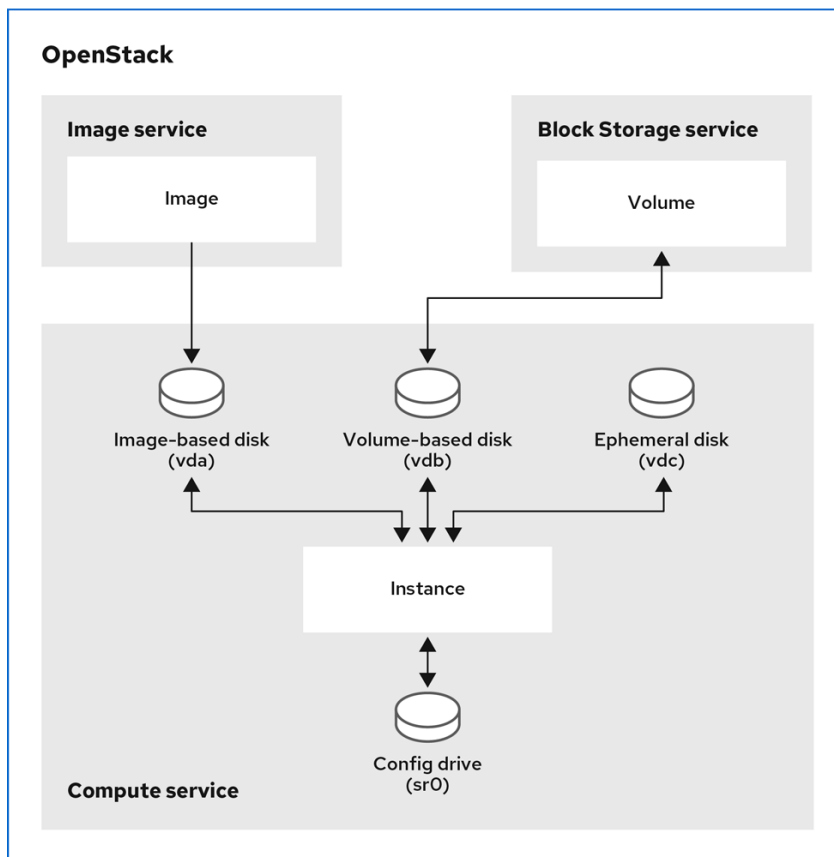 OpenStack
Image service
Block Storage service
Image
Volume
Image-based disk
(vda)
Volume-based disk
(vdb)
Ephemeral disk
(vdc)
Instance
Config drive
(sr0)
Compute service